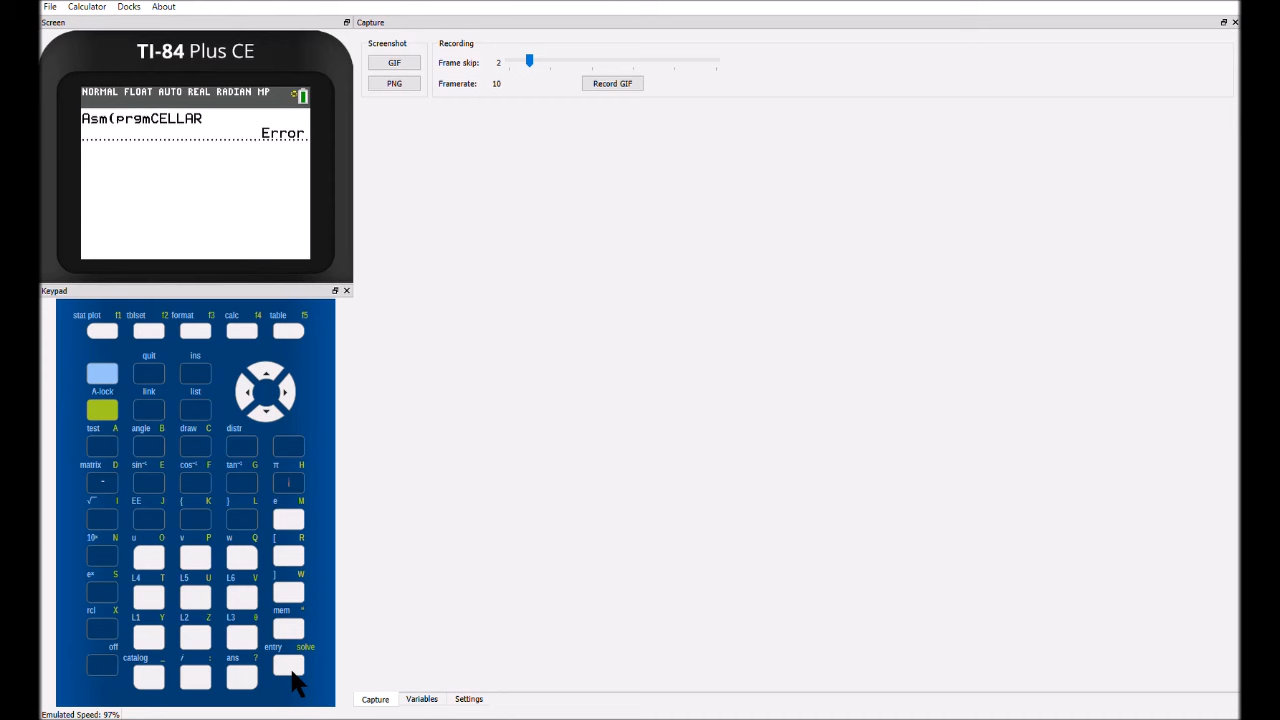 File Calculator Docks About
Screen
Capture
TI-84 Plus CE
NORMAL FLOAT AUTO REAL RADIAN MP
Asm(prgmCELLAR
Error
Screenshot
GIF
PNG
Recording
Frame skip: 2
Framerate: 10
Record GIF
Keypad
stat plot f1 tblset f2 format f3 calc f4 table f5
quit ins
A-lock link list
test A angle B draw C distr
matrix D sin⁻¹ E cos⁻¹ F tan⁻¹ G π H
√‾ I EE J { K } L e M
10ˣ N u O v P w Q [ R
eˣ S L4 T L5 U L6 V ] W
rcl X L1 Y L2 Z L3 θ mem "
off catalog _ i : ans ? entry solve
Capture Variables Settings
Emulated Speed: 97%